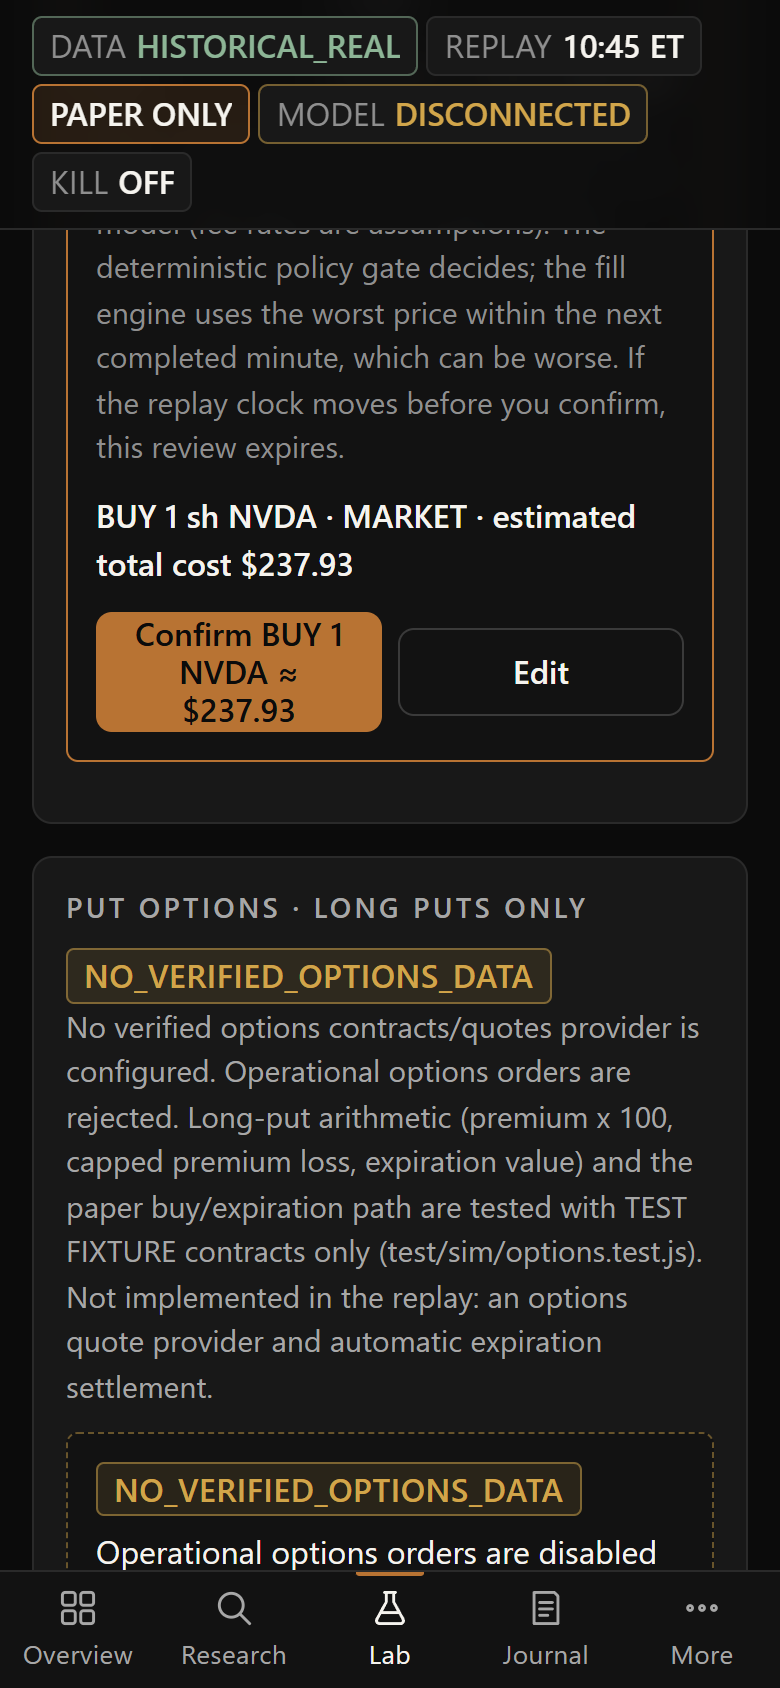 DATA HISTORICAL_REAL
REPLAY 10:45 ET
PAPER ONLY
MODEL DISCONNECTED
KILL OFF
model (fee rates are assumptions). The
deterministic policy gate decides; the fill
engine uses the worst price within the next
completed minute, which can be worse. If
the replay clock moves before you confirm,
this review expires.
BUY 1 sh NVDA · MARKET · estimated
total cost $237.93
Confirm BUY 1
NVDA ≈
$237.93
Edit
PUT OPTIONS · LONG PUTS ONLY
NO_VERIFIED_OPTIONS_DATA
No verified options contracts/quotes provider is
configured. Operational options orders are
rejected. Long-put arithmetic (premium x 100,
capped premium loss, expiration value) and the
paper buy/expiration path are tested with TEST
FIXTURE contracts only (test/sim/options.test.js).
Not implemented in the replay: an options
quote provider and automatic expiration
settlement.
NO_VERIFIED_OPTIONS_DATA
Operational options orders are disabled
Overview
Research
Lab
Journal
More